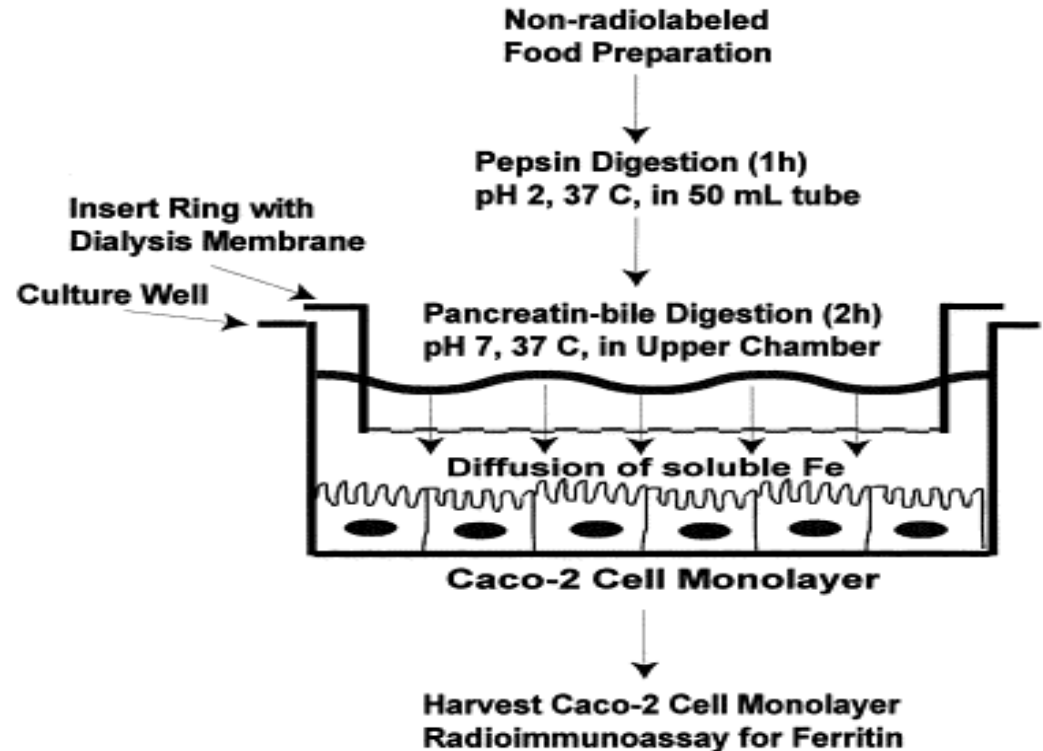 Non-radiolabeled
Food Preparation
Pepsin Digestion (1h)
pH 2, 37 C, in 50 mL tube
Insert Ring with
Dialysis Membrane
Culture Well
Pancreatin-bile Digestion (2h)
pH 7, 37 C, in Upper Chamber
Diffusion of soluble Fe
Caco-2 Cell Monolayer
Harvest Caco-2 Cell Monolayer
Radioimmunoassay for Ferritin